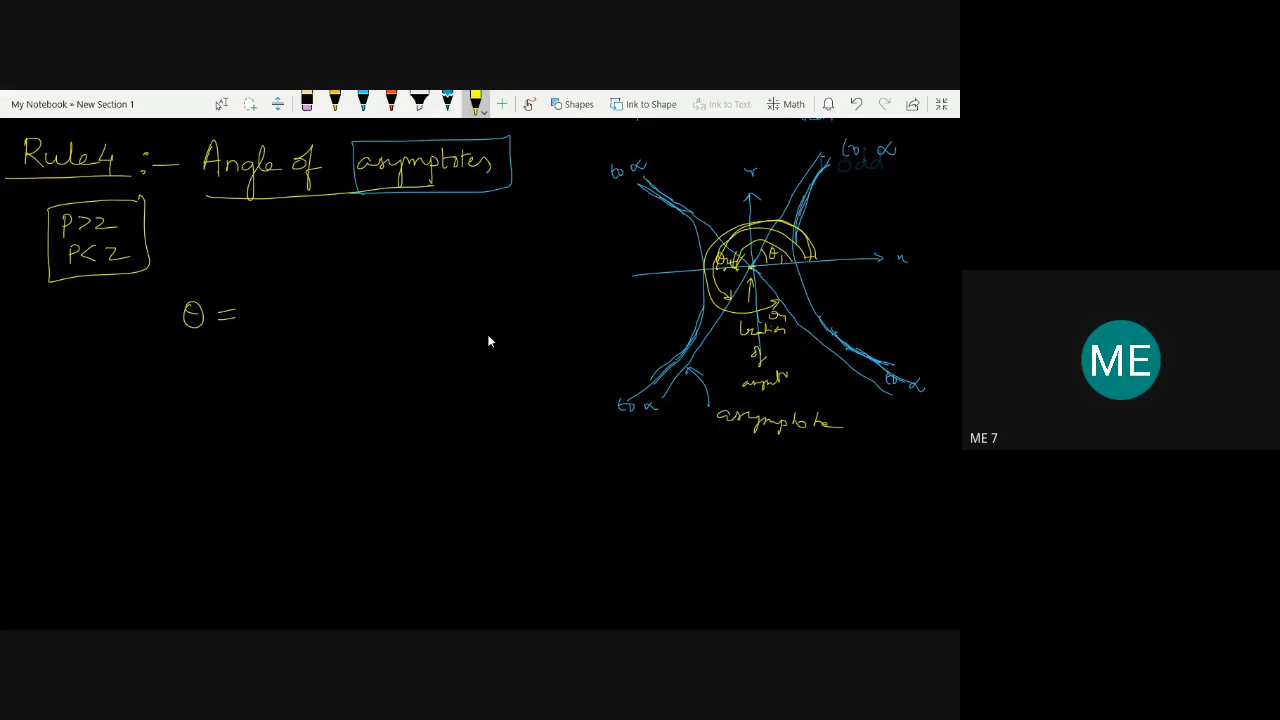 My Notebook » New Section 1
Shapes
Ink to Shape
Ink to Text
Math
Rule 4 :- Angle of asymptotes
P>Z
P<Z
θ =
to ∝
to ∝
Odd
θ1
location
of
to ∝
to ∝
asymptote
ME
ME 7